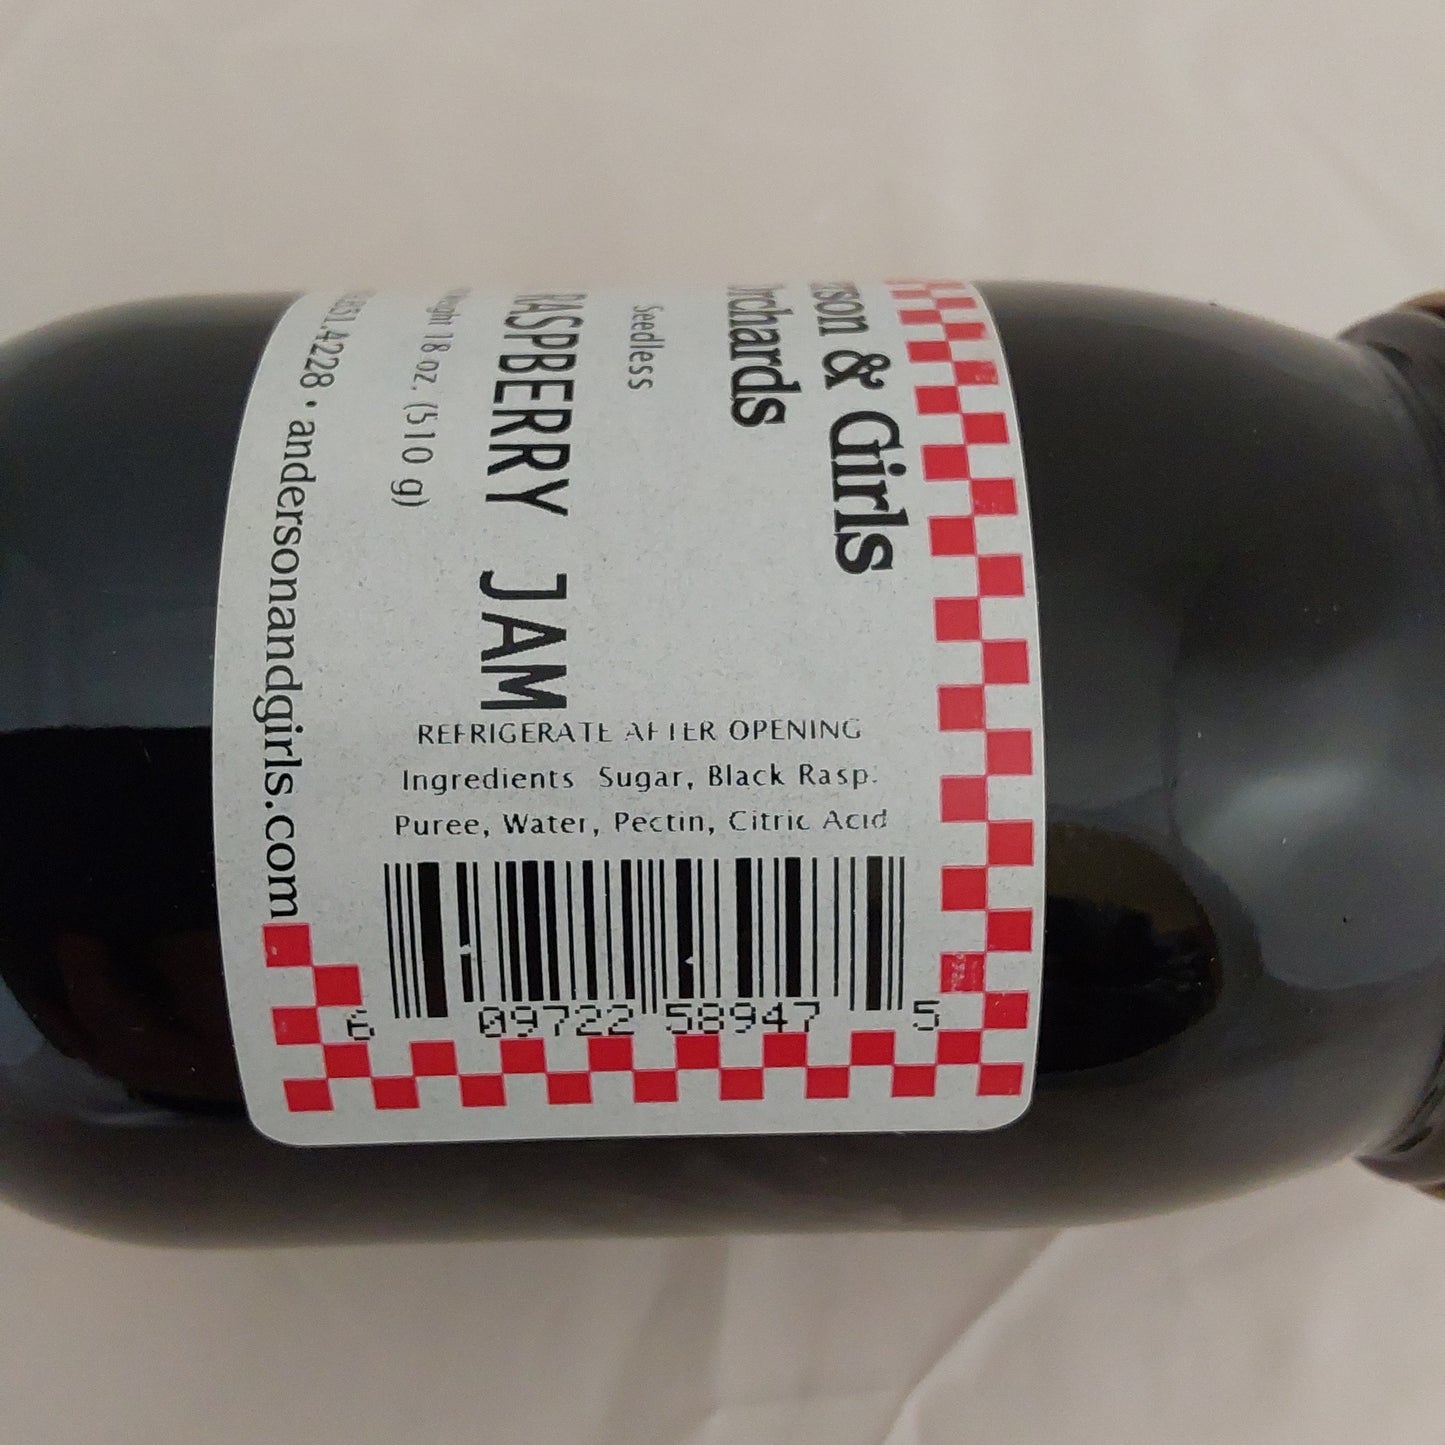 & Girls
Orchards
Seedless
RASPBERRY JAM
18 oz. (510 g)
4228 • andersonandgirls.com
REFRIGERATE AFTER OPENING
Ingredients Sugar, Black Rasp.
Puree, Water, Pectin, Citric Acid
6 09722 58947 5